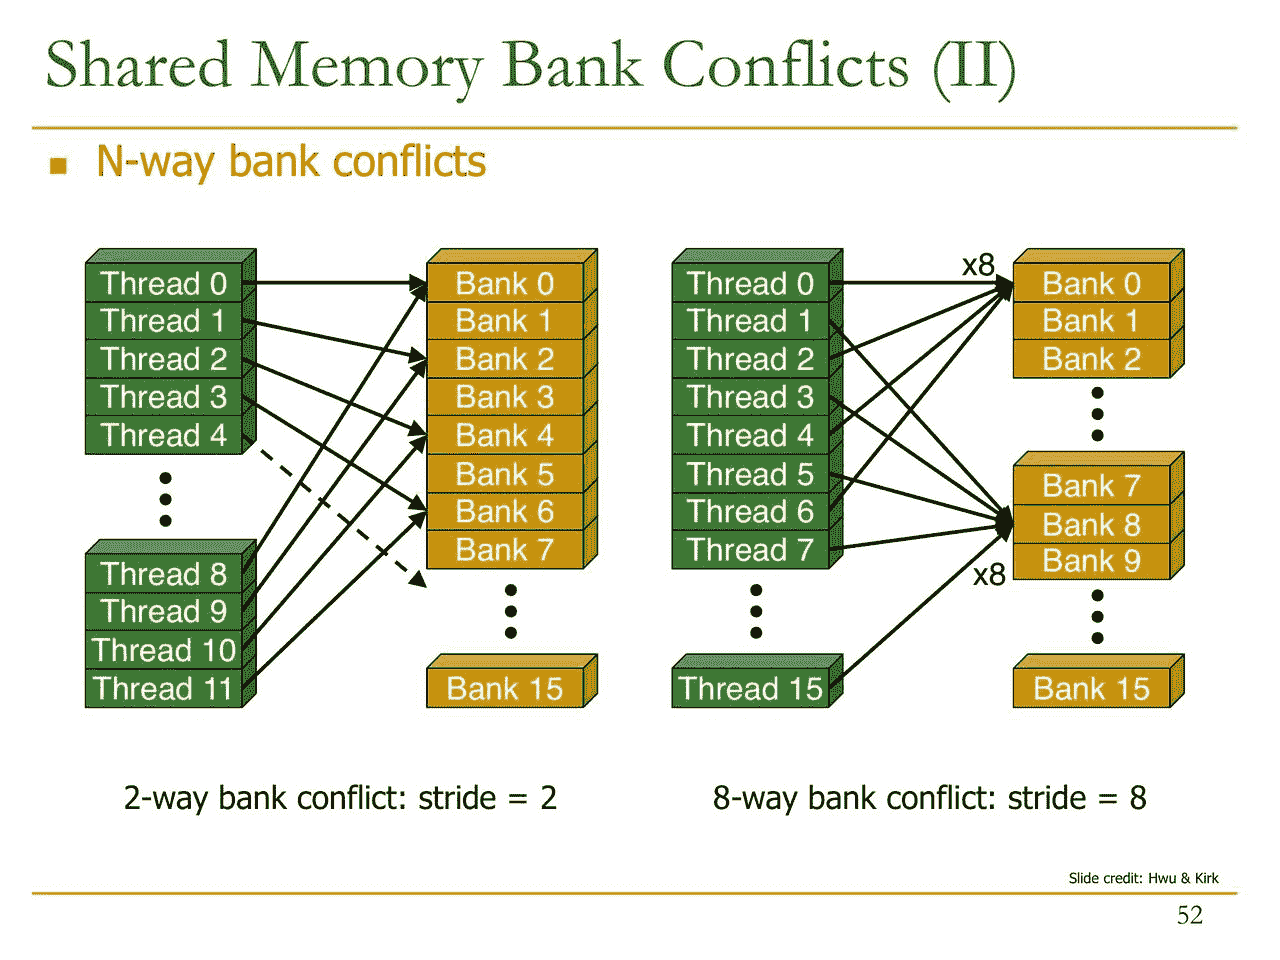 Shared Memory Bank Conflicts (II)
N-way bank conflicts
Thread 0
Thread 1
Thread 2
Thread 3
Thread 4
Thread 8
Thread 9
Thread 10
Thread 11
Bank 0
Bank 1
Bank 2
Bank 3
Bank 4
Bank 5
Bank 6
Bank 7
Bank 15
2-way bank conflict: stride = 2
Thread 0
Thread 1
Thread 2
Thread 3
Thread 4
Thread 5
Thread 6
Thread 7
Thread 15
x8
x8
Bank 0
Bank 1
Bank 2
Bank 7
Bank 8
Bank 9
Bank 15
8-way bank conflict: stride = 8
Slide credit: Hwu & Kirk
52